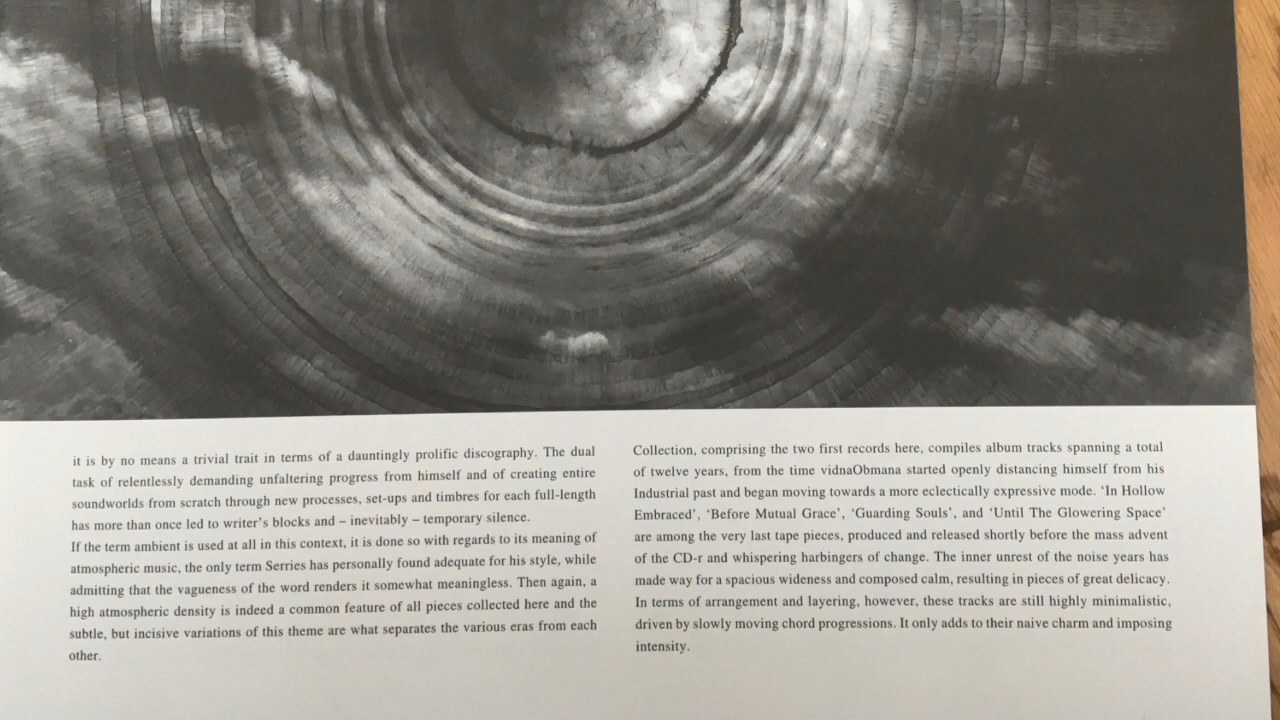 it is by no means a trivial trait in terms of a dauntingly prolific discography. The dual
task of relentlessly demanding unfaltering progress from himself and of creating entire
soundworlds from scratch through new processes, set-ups and timbres for each full-length
has more than once led to writer's blocks and – inevitably – temporary silence.
If the term ambient is used at all in this context, it is done so with regards to its meaning of
atmospheric music, the only term Serries has personally found adequate for his style, while
admitting that the vagueness of the word renders it somewhat meaningless. Then again, a
high atmospheric density is indeed a common feature of all pieces collected here and the
subtle, but incisive variations of this theme are what separates the various eras from each
other.
Collection, comprising the two first records here, compiles album tracks spanning a total
of twelve years, from the time vidnaObmana started openly distancing himself from his
Industrial past and began moving towards a more eclectically expressive mode. ‘In Hollow
Embraced’, ‘Before Mutual Grace’, ‘Guarding Souls’, and ‘Until The Glowering Space’
are among the very last tape pieces, produced and released shortly before the mass advent
of the CD-r and whispering harbingers of change. The inner unrest of the noise years has
made way for a spacious wideness and composed calm, resulting in pieces of great delicacy.
In terms of arrangement and layering, however, these tracks are still highly minimalistic,
driven by slowly moving chord progressions. It only adds to their naive charm and imposing
intensity.